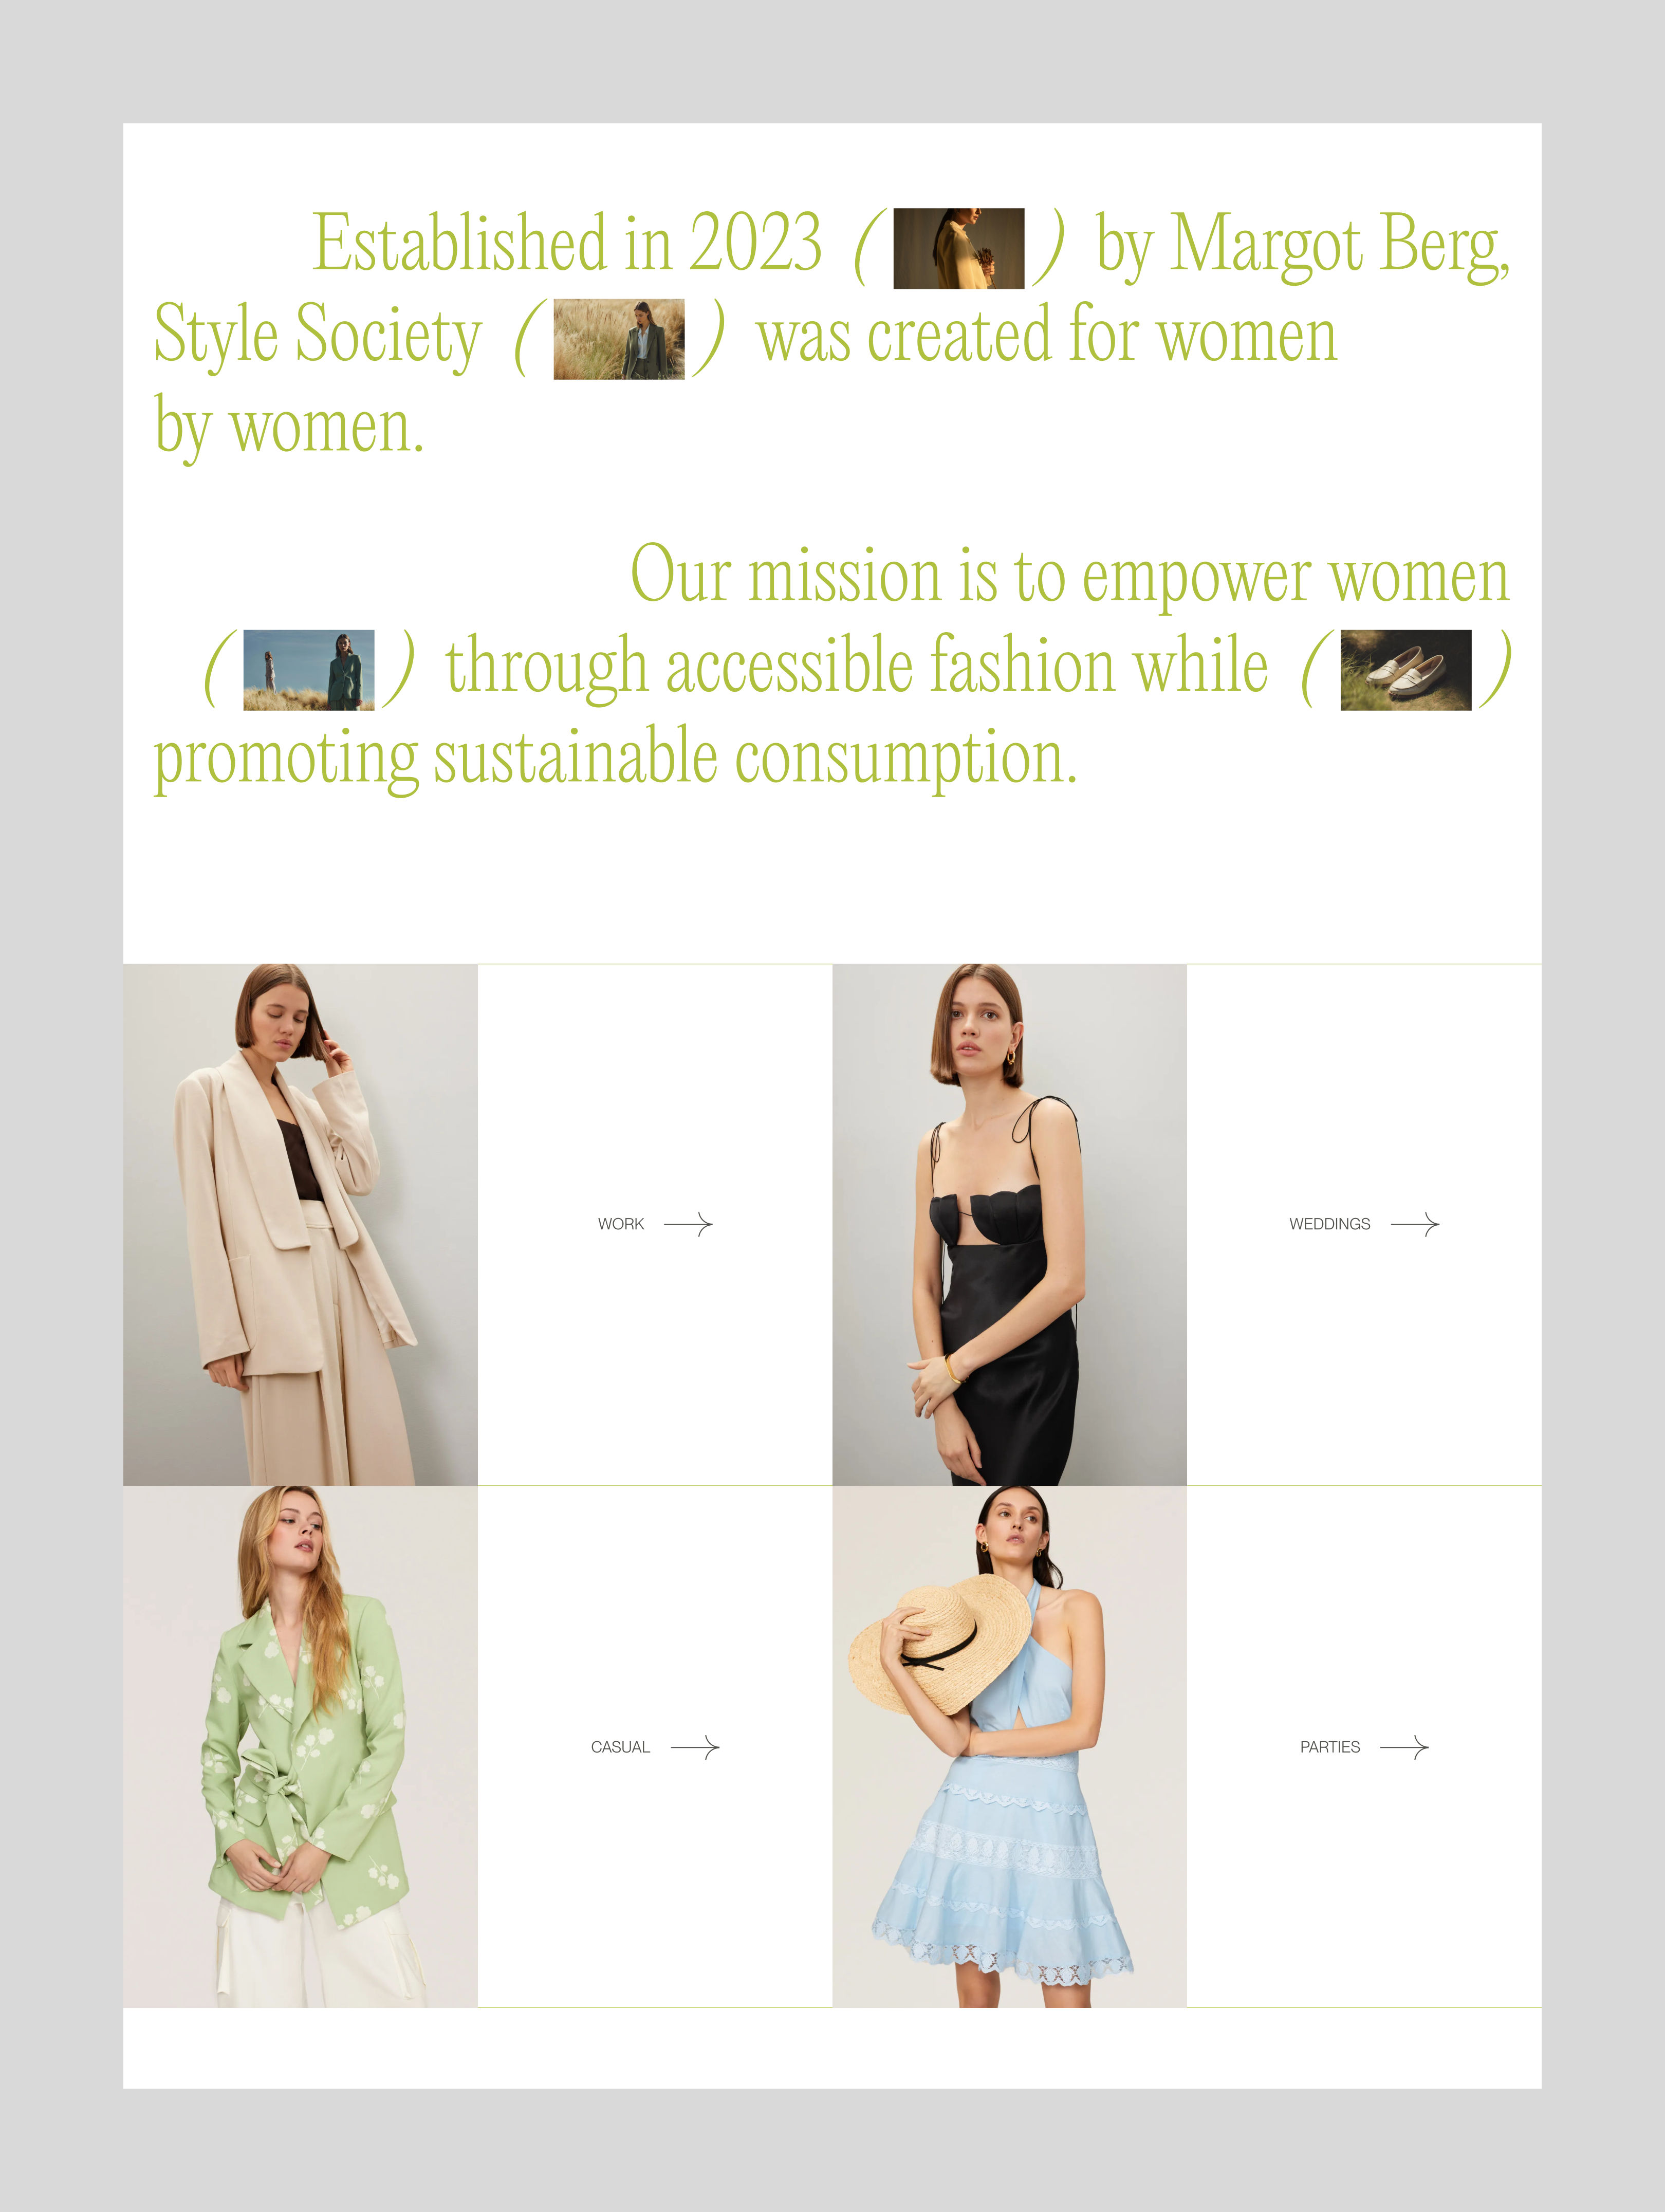 Established in 2023 ( ) by Margot Berg,
Style Society ( ) was created for women
by women.
Our mission is to empower women
( ) through accessible fashion while ( )
promoting sustainable consumption.
WORK
WEDDINGS
CASUAL
PARTIES